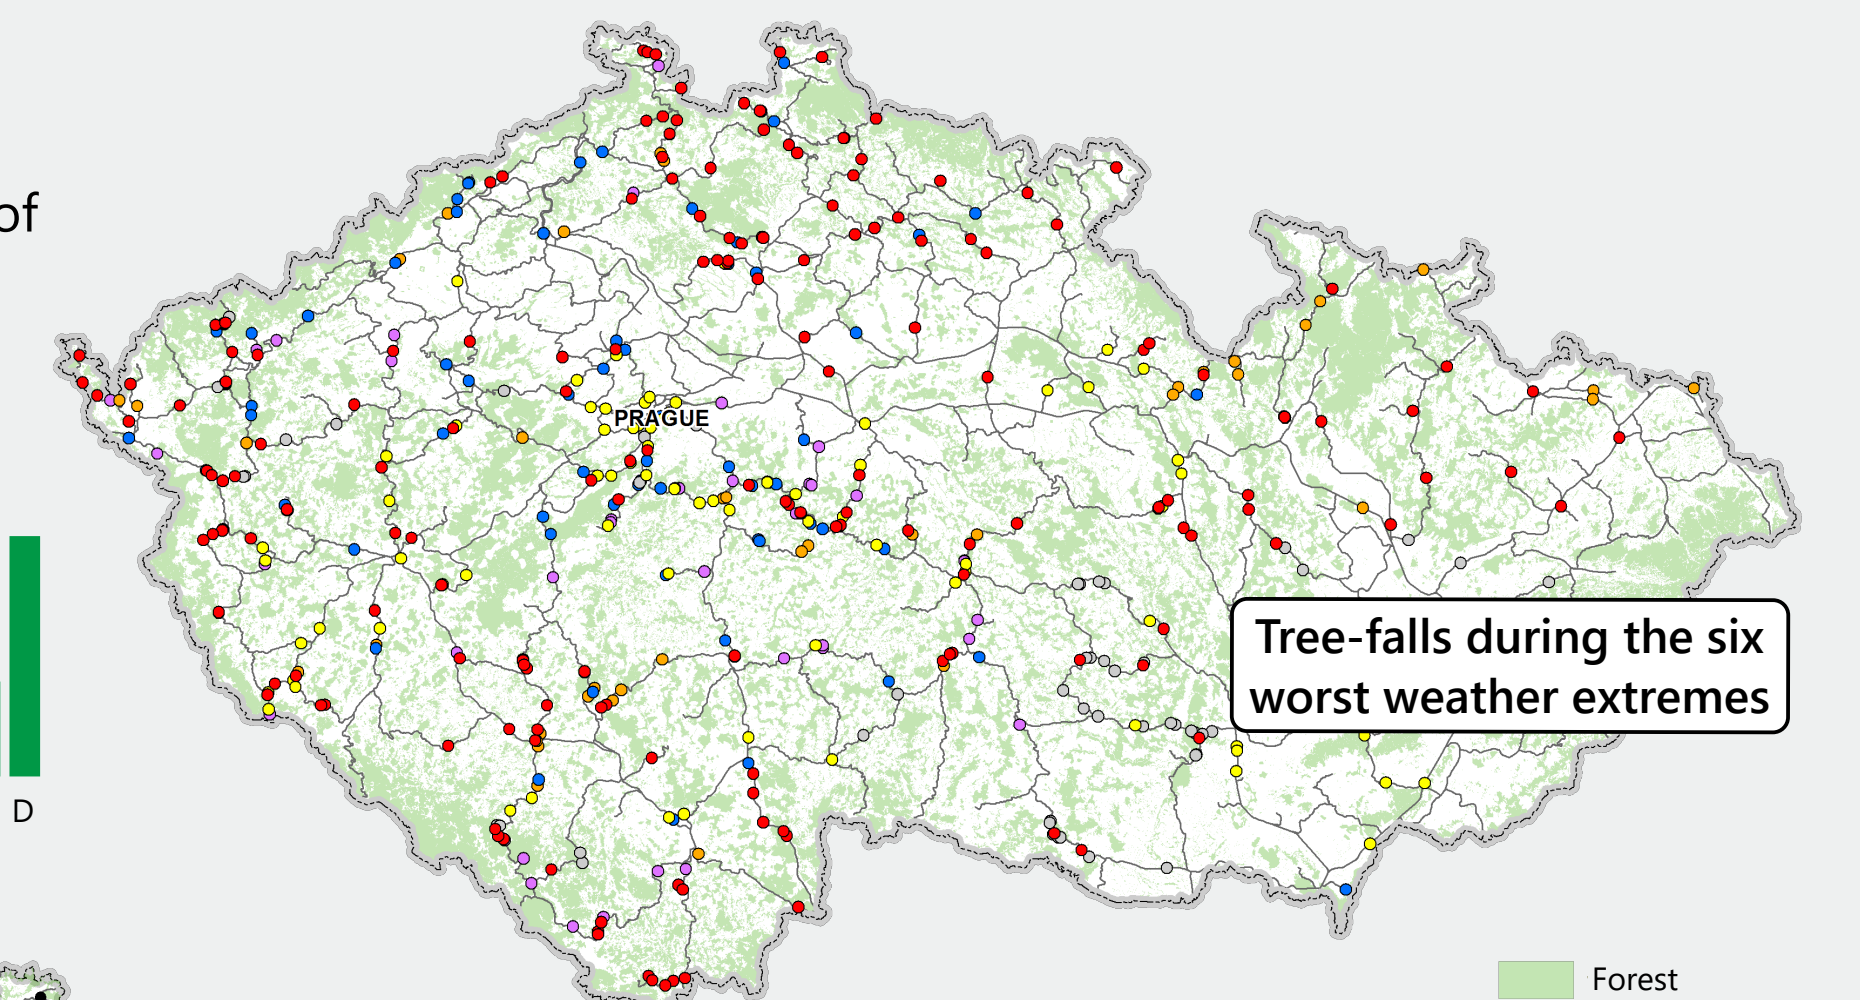 of
PRAGUE
Tree-falls during the six
worst weather extremes
D
Forest